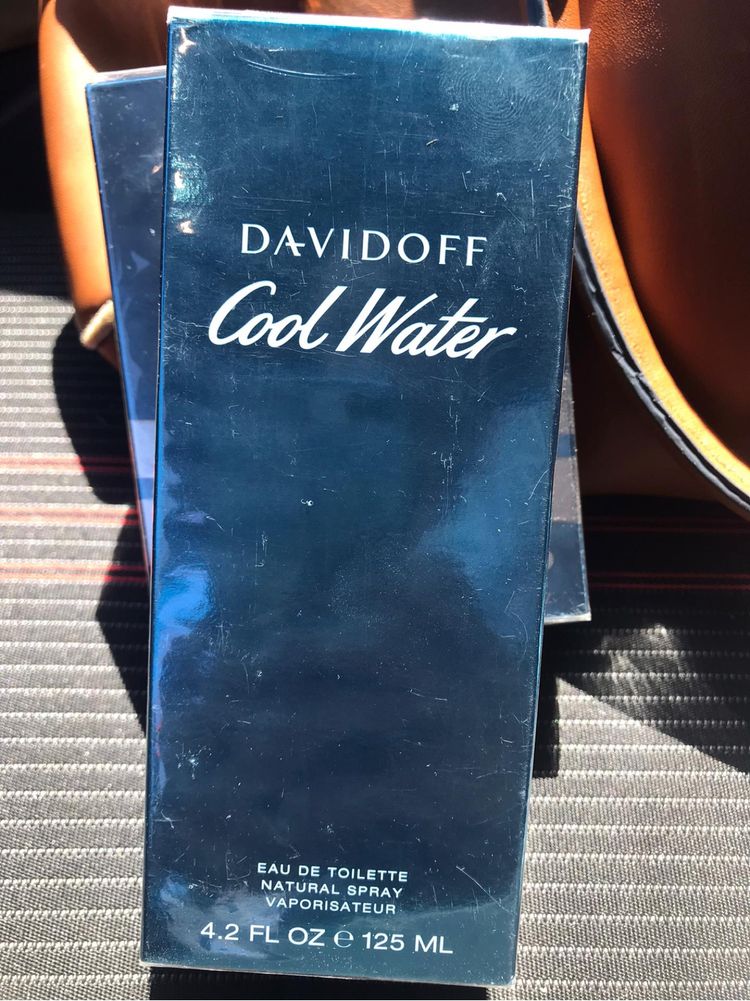 DAVIDOFF
Cool Water
EAU DE TOILETTE
NATURAL SPRAY
VAPORISATEUR
4.2 FL OZ ℮ 125 ML